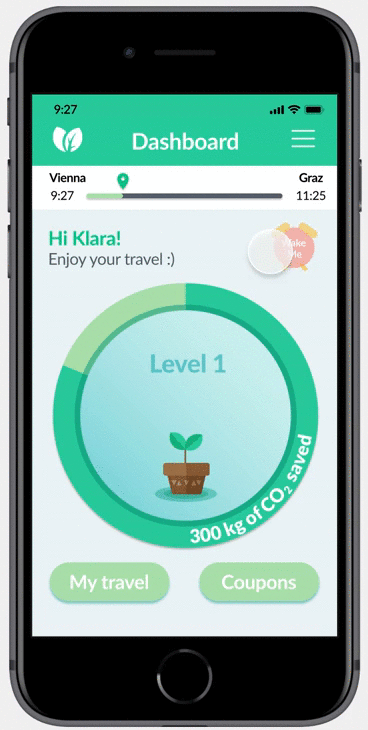 9:27
Dashboard
Vienna Graz
9:27 11:25
Hi Klara!
Enjoy your travel :)
Wake
Me
Level 1
300 kg of CO₂ saved
My travel Coupons